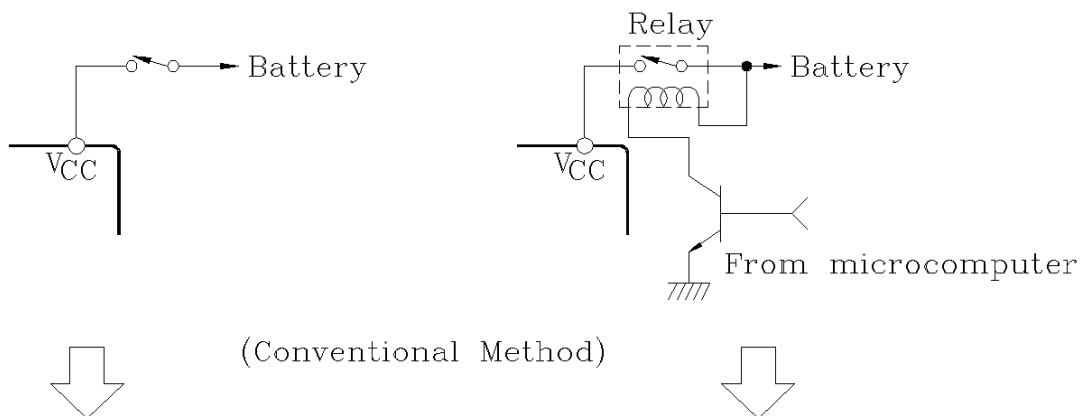 Relay
Battery
Battery
VCC
VCC
From microcomputer
(Conventional Method)